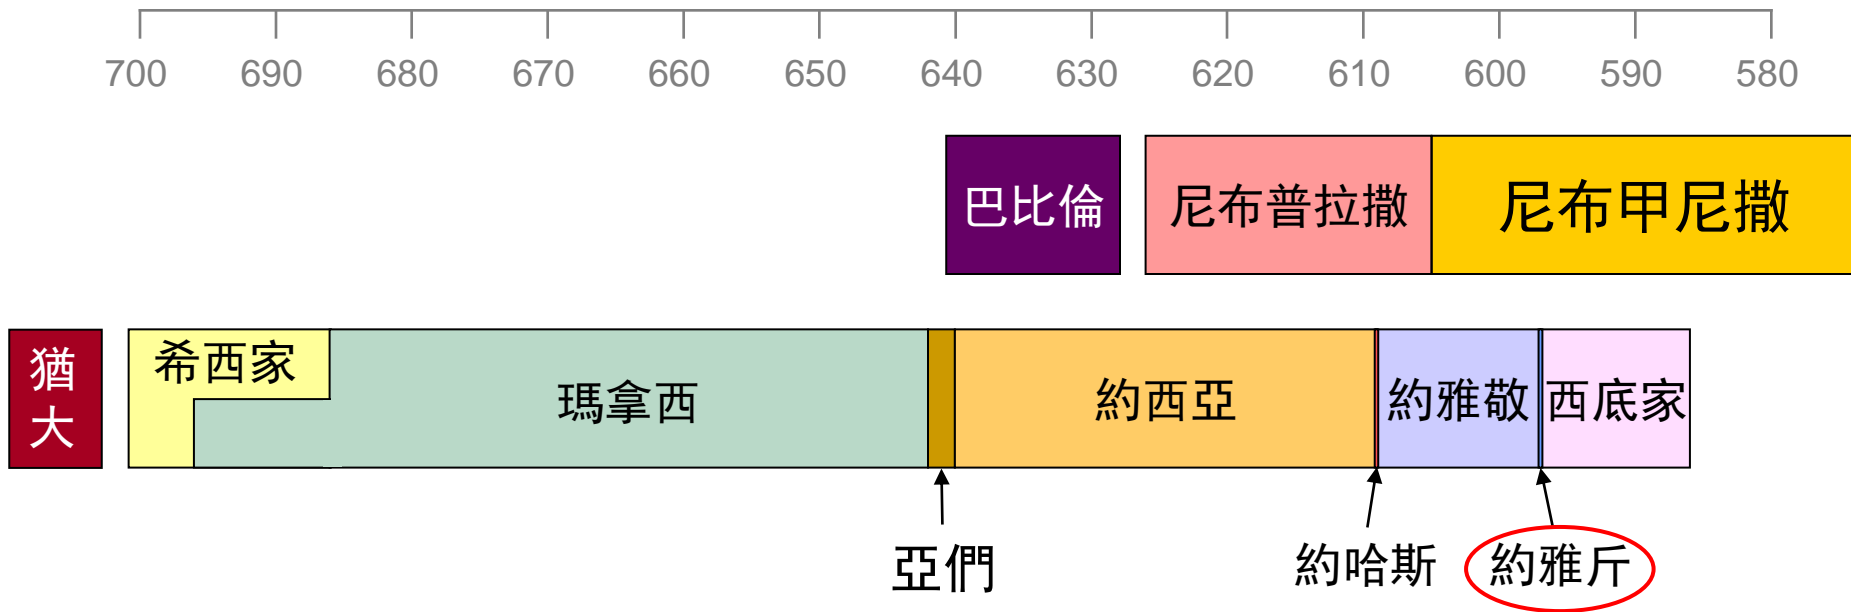 700 690 680 670 660 650 640 630 620 610 600 590 580
巴比倫 尼布普拉撒 尼布甲尼撒
猶大
希西家 瑪拿西 約西亞 約雅敬 西底家
亞們 約哈斯 約雅斤